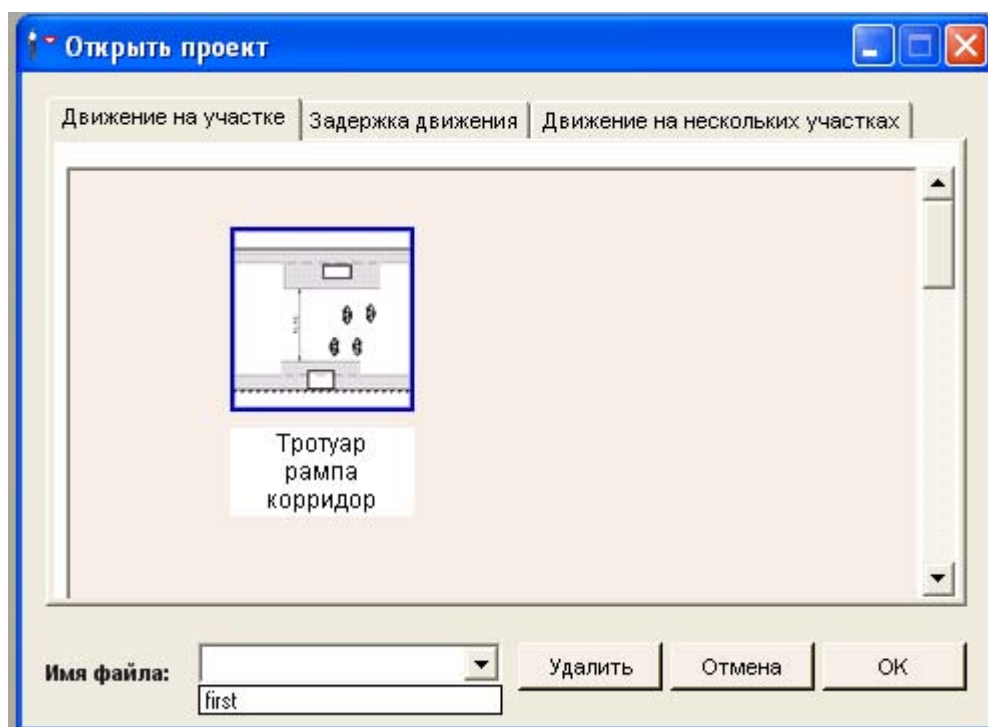 Открыть проект
Движение на участке
Задержка движения
Движение на нескольких участках
Тротуар
рампа
корридор
Имя файла:
Удалить
Отмена
OK
first